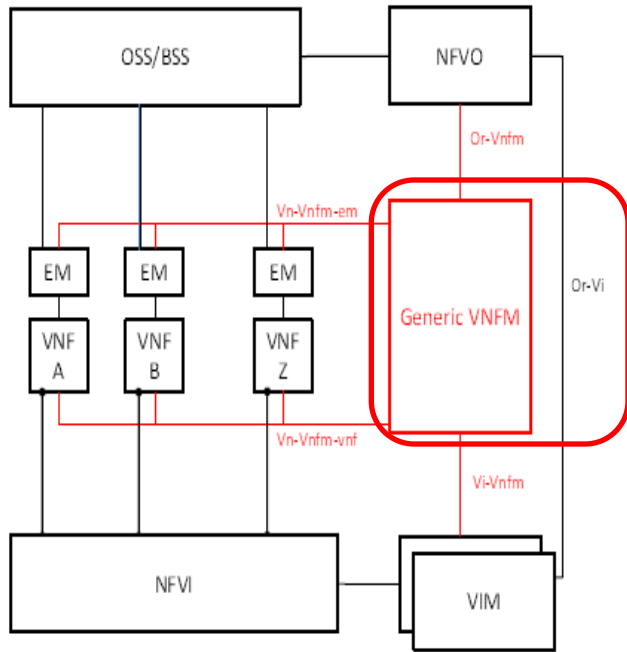 OSS/BSS
NFVO
Or-Vnfm
Vn-Vnfm-em
EM
EM
EM
Generic VNFM
Or-Vi
VNF
A
VNF
B
VNF
Z
Vn-Vnfm-vnf
Vi-Vnfm
NFVI
VIM